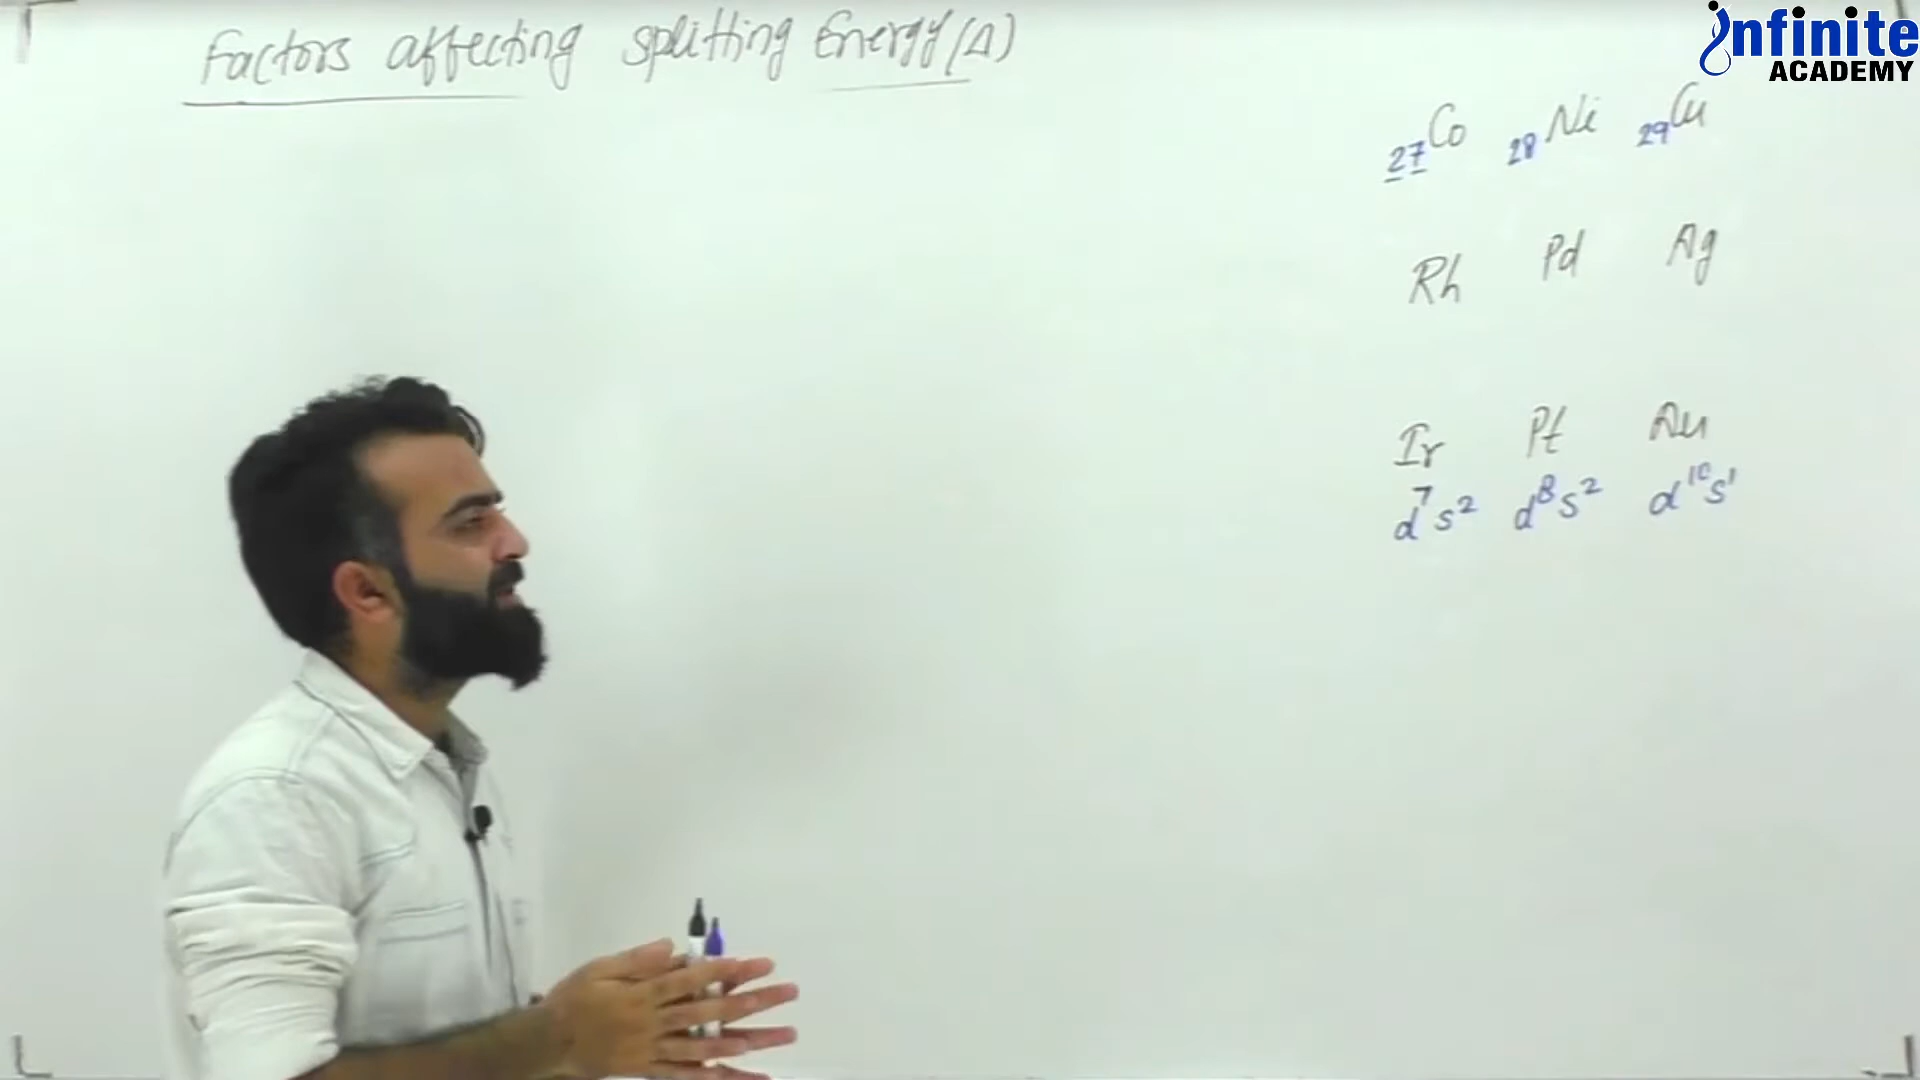 Factors affecting splitting Energy (Δ)
infinite
ACADEMY
27Co 28Ni 29Cu
Rh Pd Ag
Ir Pt Au
d⁷s² d⁸s² d¹⁰s¹